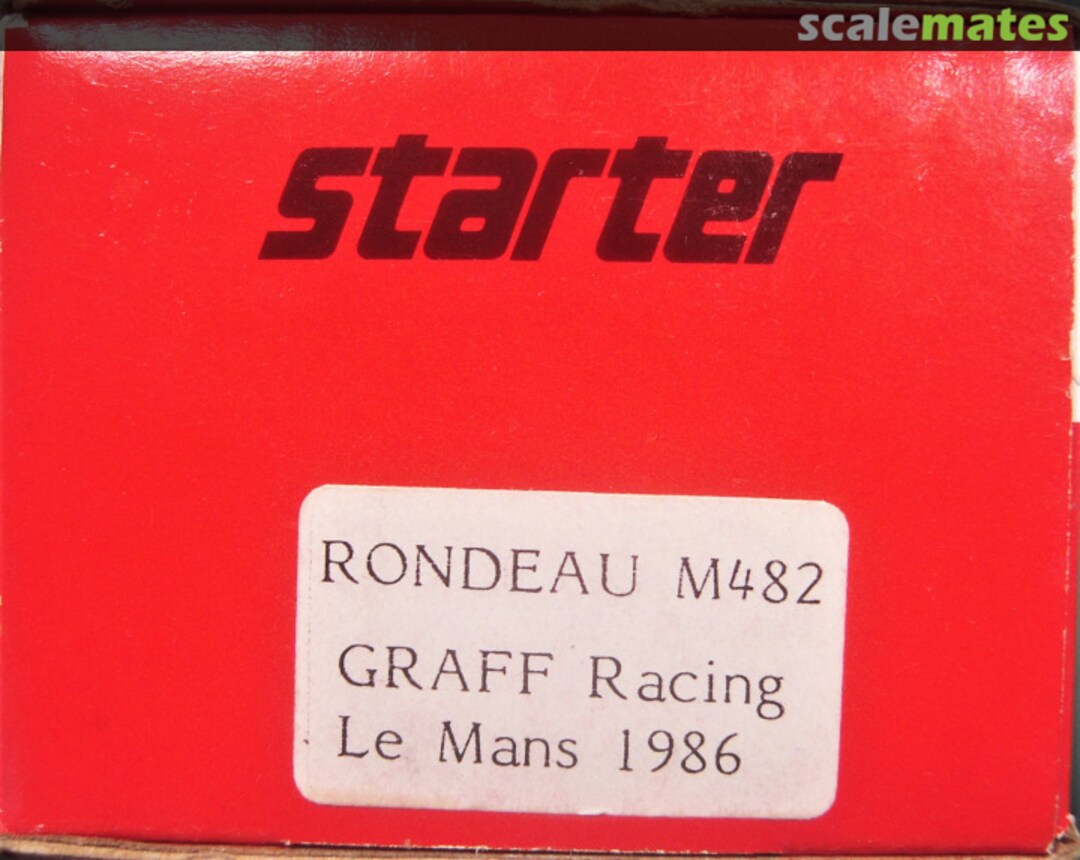 scalemates
starter
RONDEAU M482
GRAFF Racing
Le Mans 1986